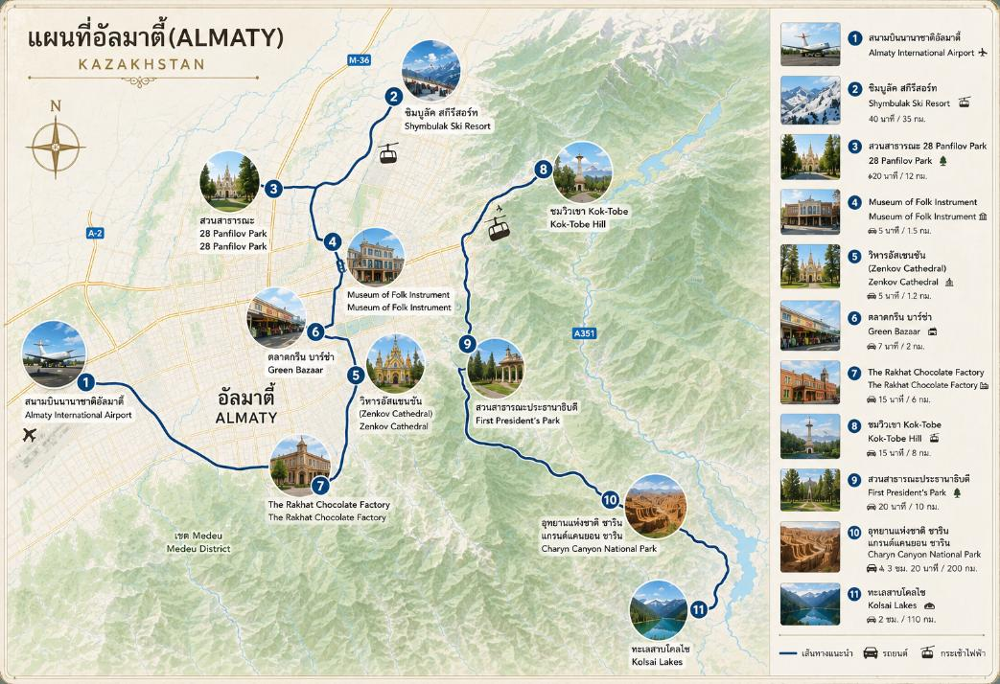 แผนที่อัลมาตี้(ALMATY)
KAZAKHSTAN
N
M-36
A-2
A351
2
ชิมบูลัค สกีรีสอร์ท
Shymbulak Ski Resort
3
สวนสาธารณะ
28 Panfilov Park
28 Panfilov Park
8
ชมวิวเขา Kok-Tobe
Kok-Tobe Hill
4
Museum of Folk Instrument
Museum of Folk Instrument
6
ตลาดกรีน บาร์ซ่า
Green Bazaar
1
สนามบินนานาชาติอัลมาตี้
Almaty International Airport
อัลมาตี้
ALMATY
5
วิหารอัสแซนชัน
(Zenkov Cathedral)
Zenkov Cathedral
9
สวนสาธารณะประธานาธิบดี
First President's Park
7
The Rakhat Chocolate Factory
The Rakhat Chocolate Factory
เขต Medeu
Medeu District
10
อุทยานแห่งชาติ ชาริน
แกรนด์แคนยอน ชาริน
Charyn Canyon National Park
11
ทะเลสาบโคลไซ
Kolsai Lakes
1 สนามบินนานาชาติอัลมาตี้
Almaty International Airport
2 ชิมบูลัค สกีรีสอร์ท
Shymbulak Ski Resort
40 นาที / 35 กม.
3 สวนสาธารณะ 28 Panfilov Park
28 Panfilov Park
20 นาที / 12 กม.
4 Museum of Folk Instrument
Museum of Folk Instrument
5 นาที / 1.5 กม.
5 วิหารอัสเซนชัน
(Zenkov Cathedral)
Zenkov Cathedral
5 นาที / 1.2 กม.
6 ตลาดกรีน บาร์ซ่า
Green Bazaar
7 นาที / 2 กม.
7 The Rakhat Chocolate Factory
The Rakhat Chocolate Factory
15 นาที / 6 กม.
8 ชมวิวเขา Kok-Tobe
Kok-Tobe Hill
15 นาที / 8 กม.
9 สวนสาธารณะประธานาธิบดี
First President's Park
20 นาที / 10 กม.
10 อุทยานแห่งชาติ ชาริน
แกรนด์แคนยอน ชาริน
Charyn Canyon National Park
3 ชม. 20 นาที / 200 กม.
11 ทะเลสาบโคลไซ
Kolsai Lakes
2 ชม. / 110 กม.
เส้นทางแนะนำ
รถยนต์
กระเช้าไฟฟ้า